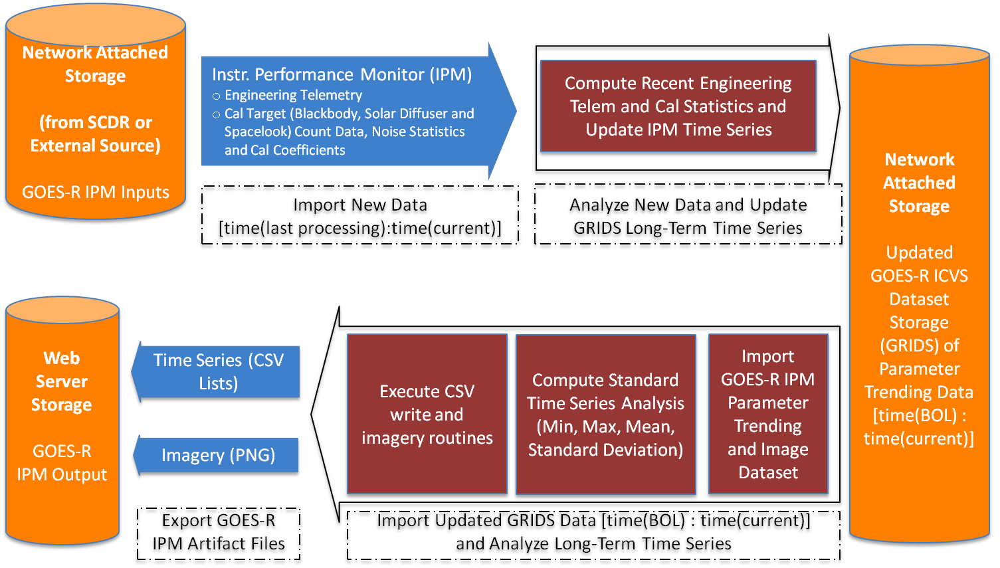 Network Attached
Storage
(from SCDR or
External Source)
GOES-R IPM Inputs
Instr. Performance Monitor (IPM)
○ Engineering Telemetry
○ Cal Target (Blackbody, Solar Diffuser and
Spacelook) Count Data, Noise Statistics
and Cal Coefficients
Import New Data
[time(last processing):time(current)]
Compute Recent Engineering
Telem and Cal Statistics and
Update IPM Time Series
Analyze New Data and Update
GRIDS Long-Term Time Series
Network
Attached
Storage
Updated
GOES-R ICVS
Dataset
Storage
(GRIDS) of
Parameter
Trending Data
[time(BOL) :
time(current)]
Import
GOES-R IPM
Parameter
Trending
and Image
Dataset
Compute Standard
Time Series Analysis
(Min, Max, Mean,
Standard Deviation)
Execute CSV
write and
imagery routines
Import Updated GRIDS Data [time(BOL) : time(current)]
and Analyze Long-Term Time Series
Time Series (CSV
Lists)
Imagery (PNG)
Export GOES-R
IPM Artifact Files
Web
Server
Storage
GOES-R
IPM Output